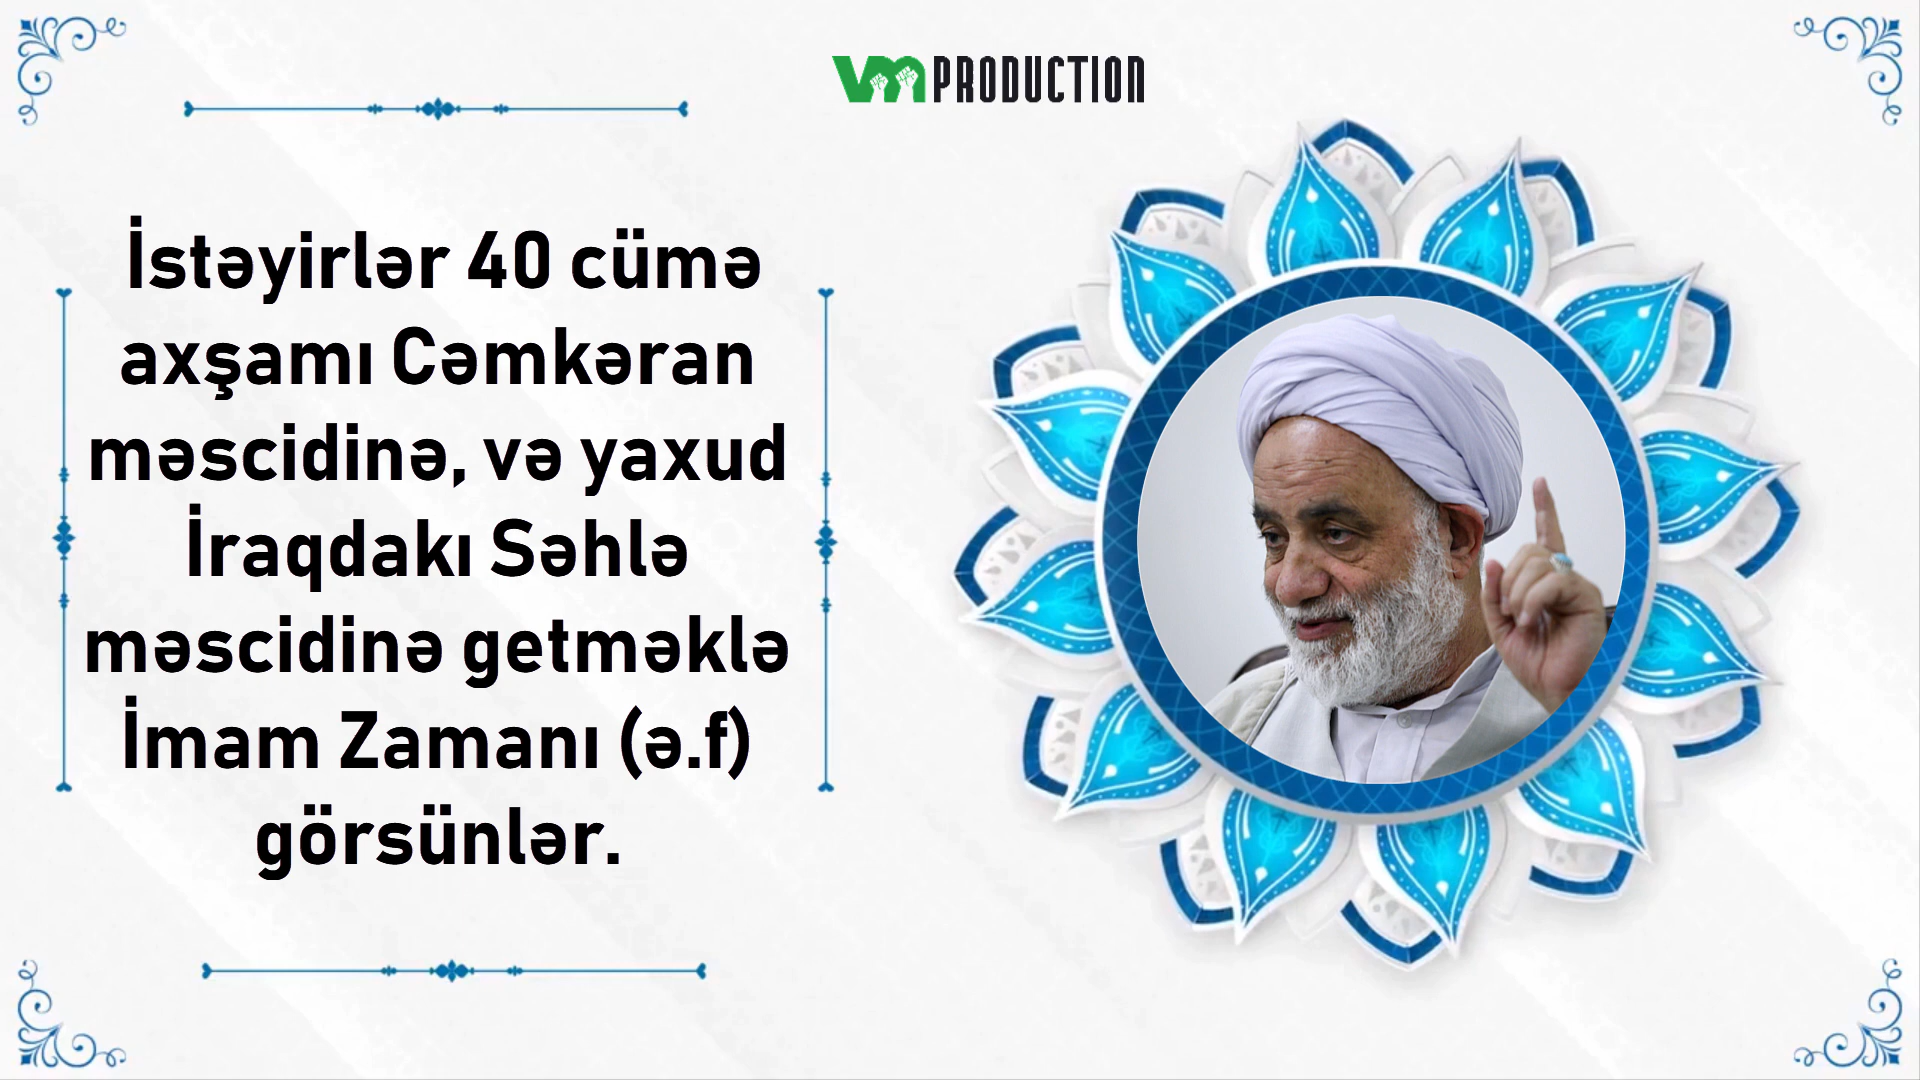 VM PRODUCTION
İstəyirlər 40 cümə
axşamı Cəmkəran
məscidinə, və yaxud
İraqdakı Səhlə
məscidinə getməklə
İmam Zamanı (ə.f)
görsünlər.